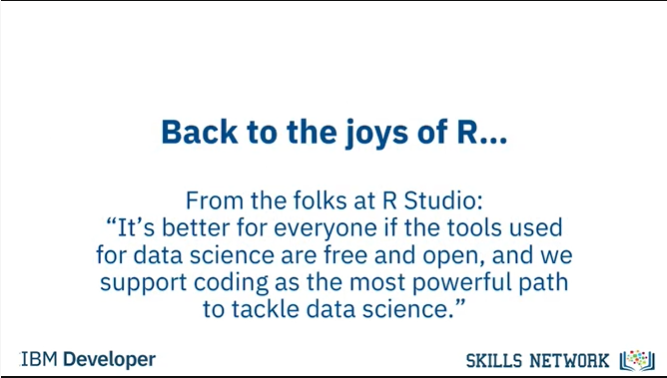 Back to the joys of R...
From the folks at R Studio:
“It’s better for everyone if the tools used
for data science are free and open, and we
support coding as the most powerful path
to tackle data science.”
IBM Developer
SKILLS NETWORK